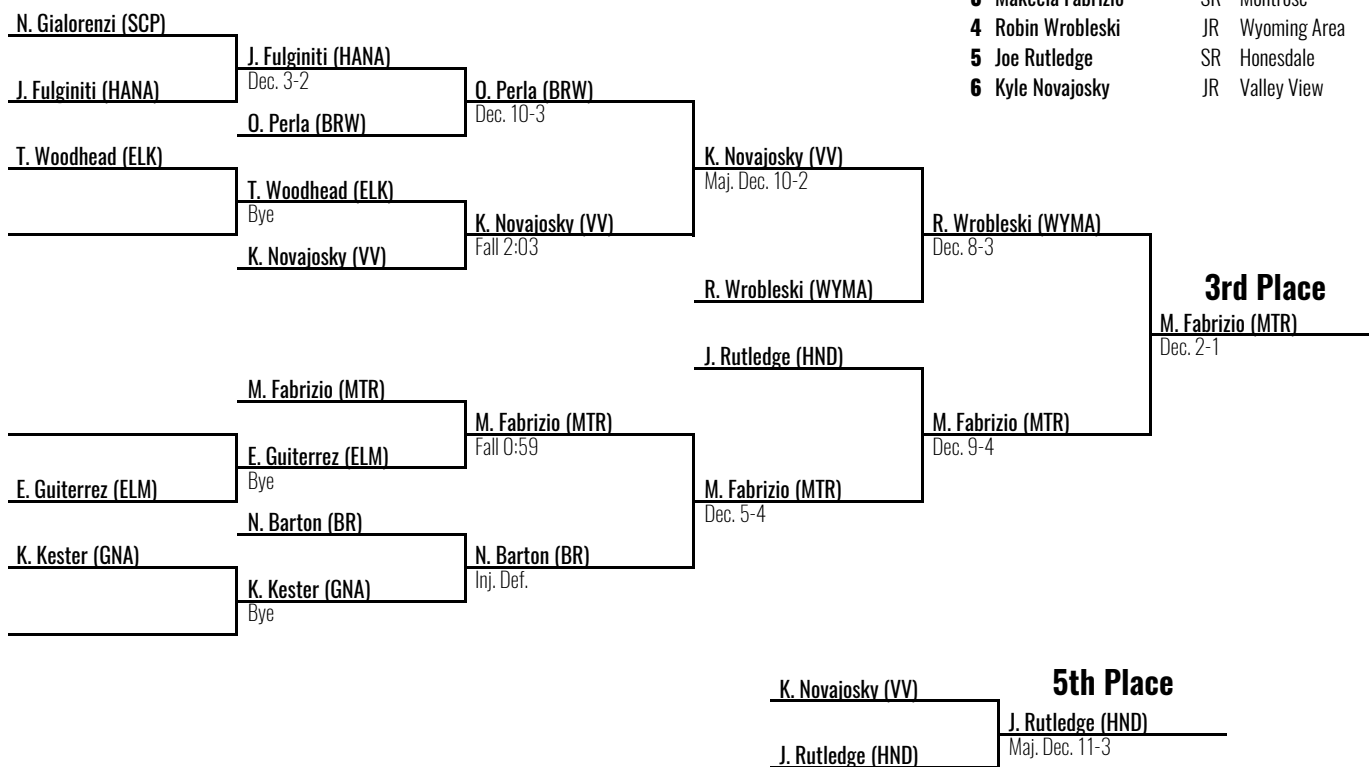 3 Makeela Fabrizio SR Montrose
4 Robin Wrobleski JR Wyoming Area
5 Joe Rutledge SR Honesdale
6 Kyle Novajosky JR Valley View
N. Gialorenzi (SCP)
J. Fulginiti (HANA)
T. Woodhead (ELK)
E. Guiterrez (ELM)
K. Kester (GNA)
J. Fulginiti (HANA)
Dec. 3-2
O. Perla (BRW)
T. Woodhead (ELK)
Bye
K. Novajosky (VV)
M. Fabrizio (MTR)
E. Guiterrez (ELM)
Bye
N. Barton (BR)
K. Kester (GNA)
Bye
O. Perla (BRW)
Dec. 10-3
K. Novajosky (VV)
Fall 2:03
M. Fabrizio (MTR)
Fall 0:59
N. Barton (BR)
Inj. Def.
K. Novajosky (VV)
Maj. Dec. 10-2
R. Wrobleski (WYMA)
J. Rutledge (HND)
M. Fabrizio (MTR)
Dec. 5-4
R. Wrobleski (WYMA)
Dec. 8-3
M. Fabrizio (MTR)
Dec. 9-4
3rd Place
M. Fabrizio (MTR)
Dec. 2-1
5th Place
K. Novajosky (VV)
J. Rutledge (HND)
J. Rutledge (HND)
Maj. Dec. 11-3